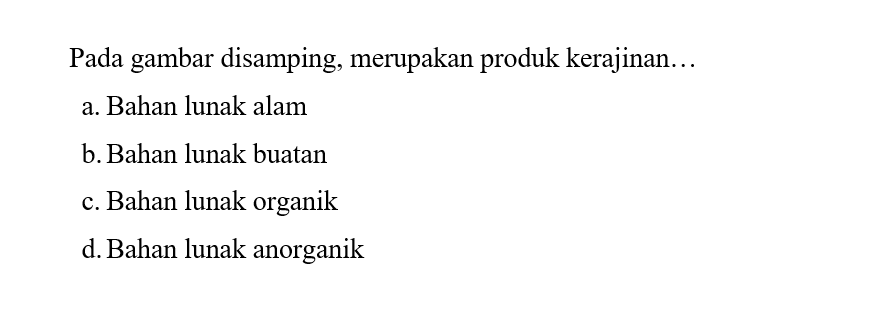 Pada gambar disamping, merupakan produk kerajinan…
a. Bahan lunak alam
b. Bahan lunak buatan
c. Bahan lunak organik
d. Bahan lunak anorganik